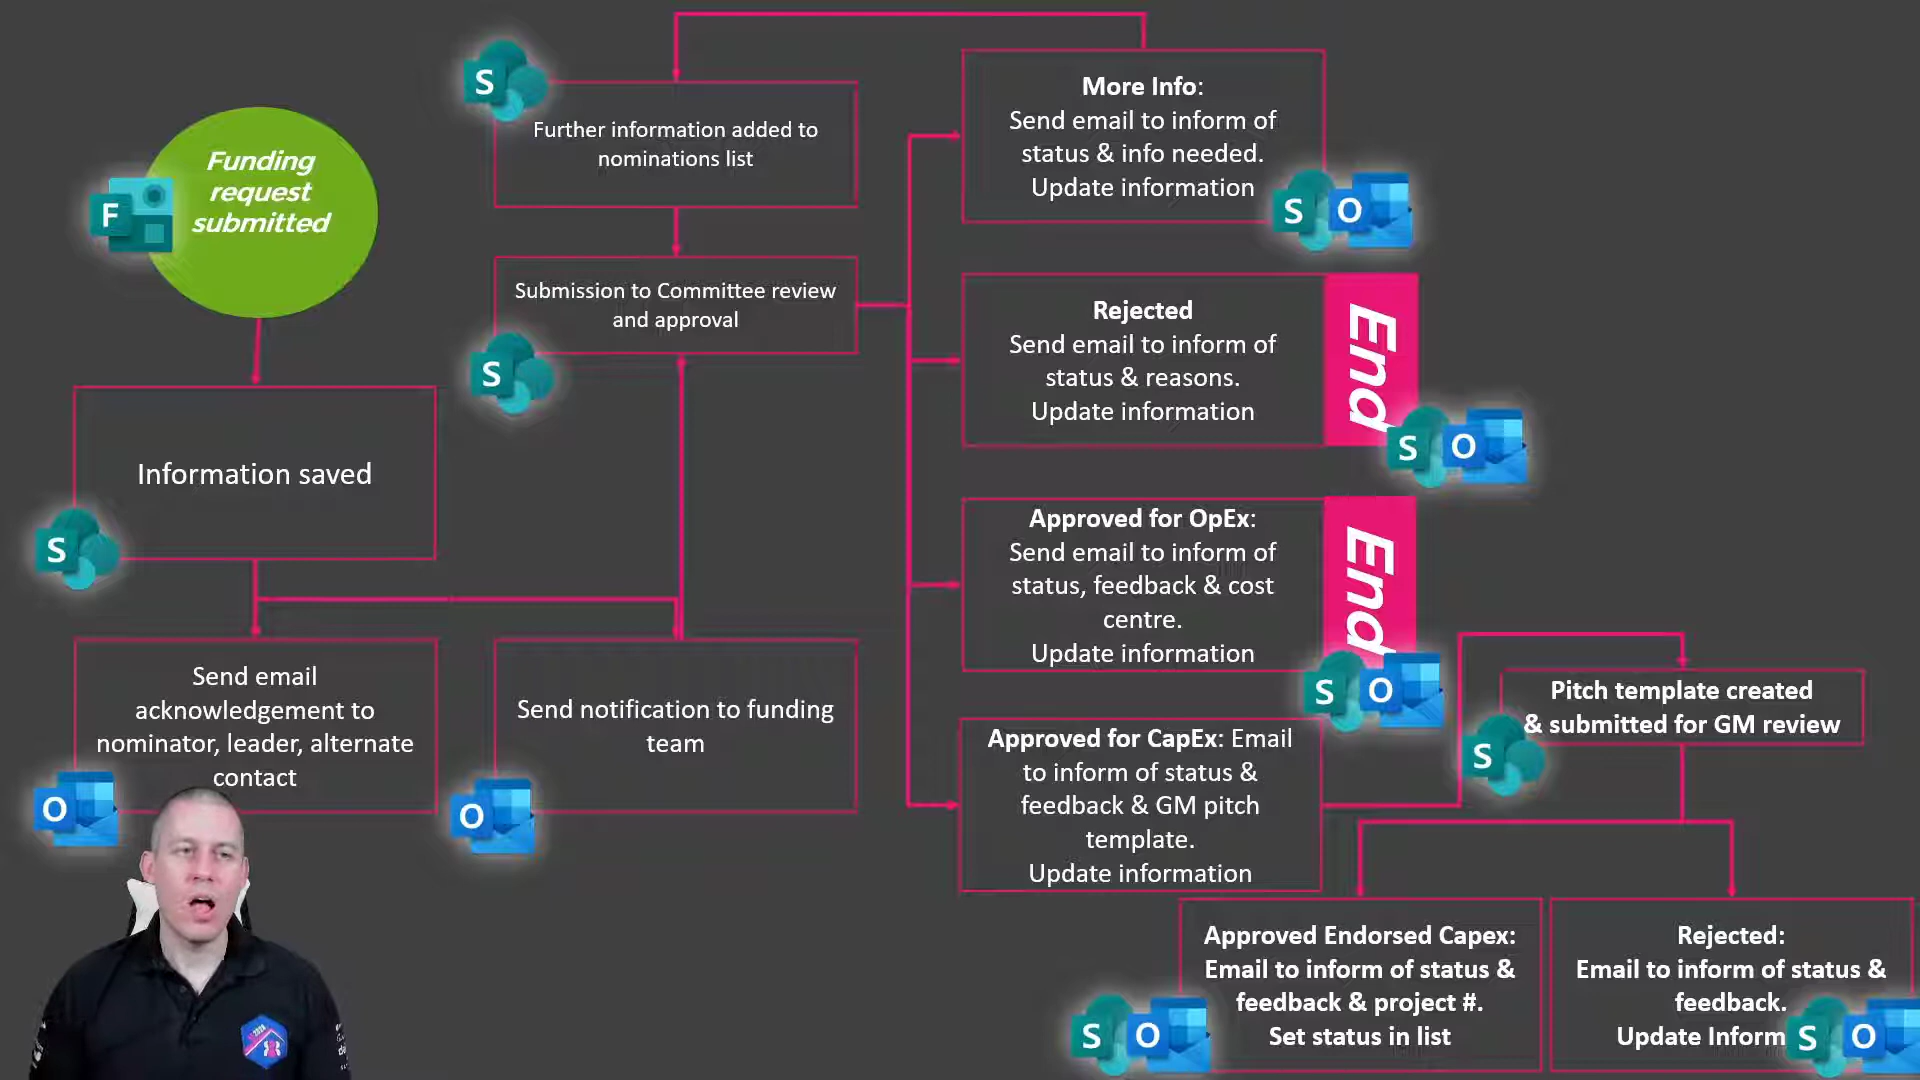 Funding
request
submitted
F
Information saved
S
Send email
acknowledgement to
nominator, leader, alternate
contact
O
Send notification to funding
team
O
S
Further information added to
nominations list
Submission to Committee review
and approval
S
More Info:
Send email to inform of
status & info needed.
Update information
S
O
Rejected
Send email to inform of
status & reasons.
Update information
End
S
O
Approved for OpEx:
Send email to inform of
status, feedback & cost
centre.
Update information
End
S
O
Approved for CapEx: Email
to inform of status &
feedback & GM pitch
template.
Update information
Pitch template created
& submitted for GM review
S
Approved Endorsed Capex:
Email to inform of status &
feedback & project #.
Set status in list
S
O
Rejected:
Email to inform of status &
feedback.
Update Inform
S
O